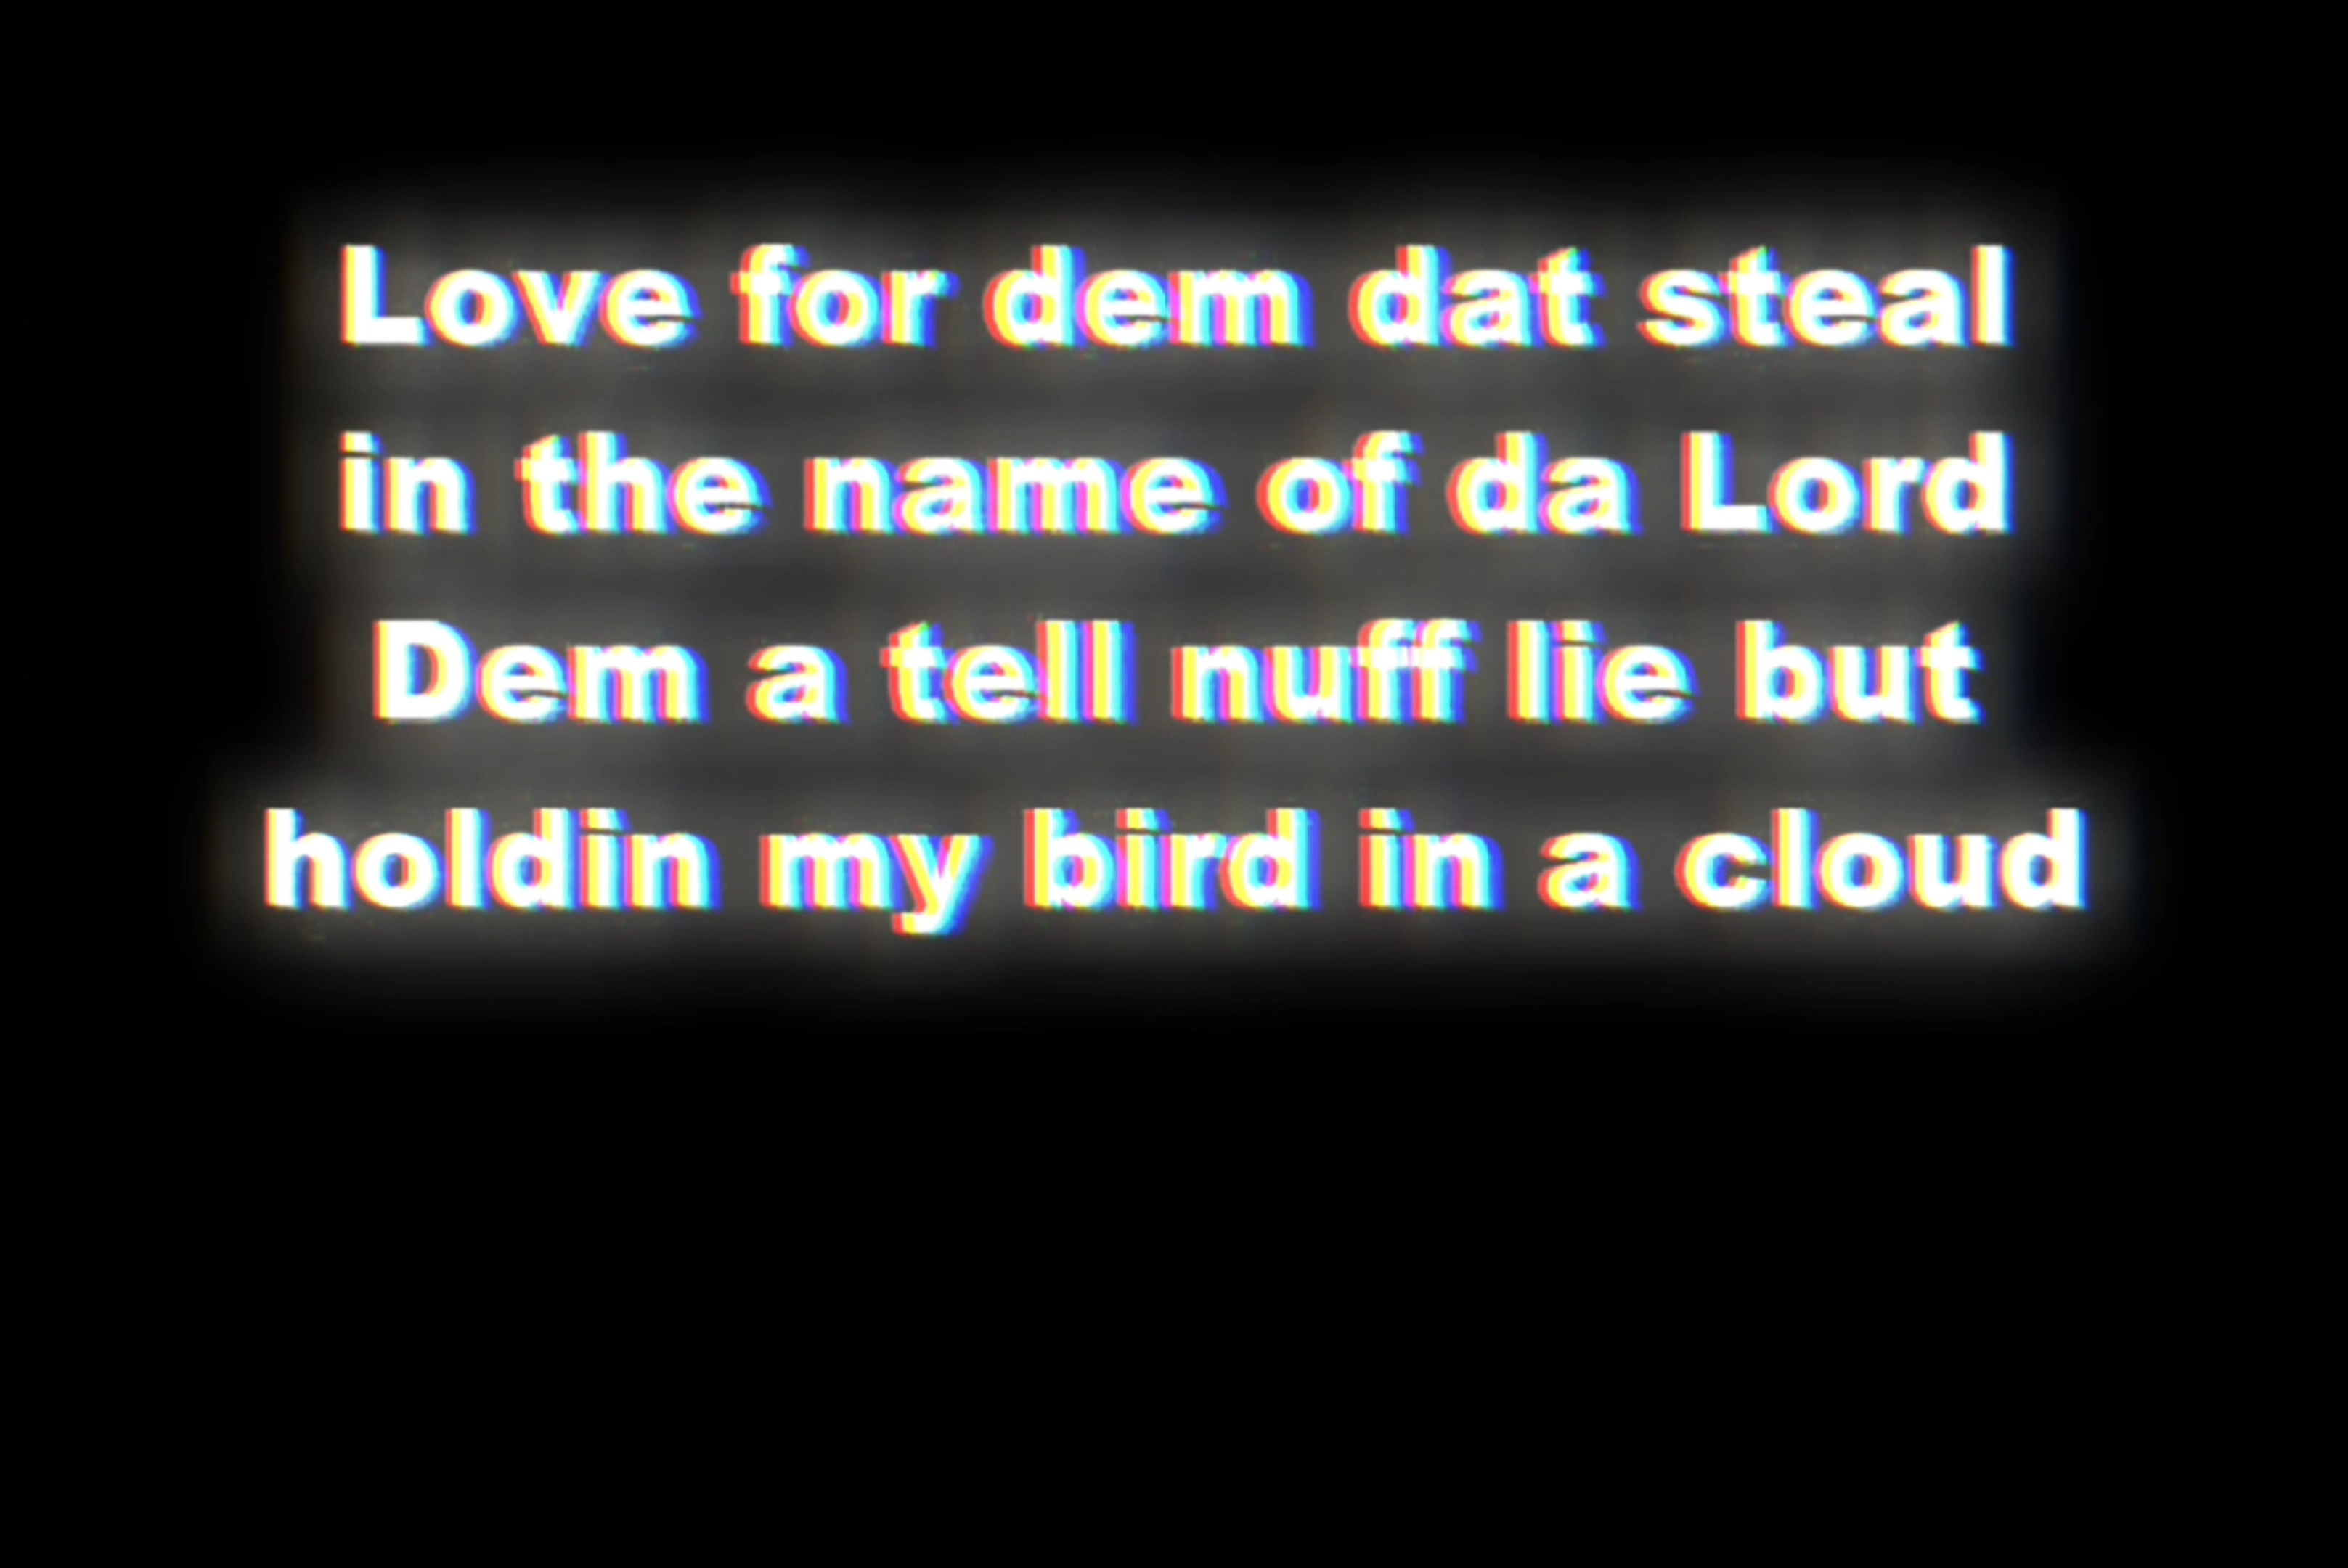 Love for dem dat steal
in the name of da Lord
Dem a tell nuff lie but
holdin my bird in a cloud